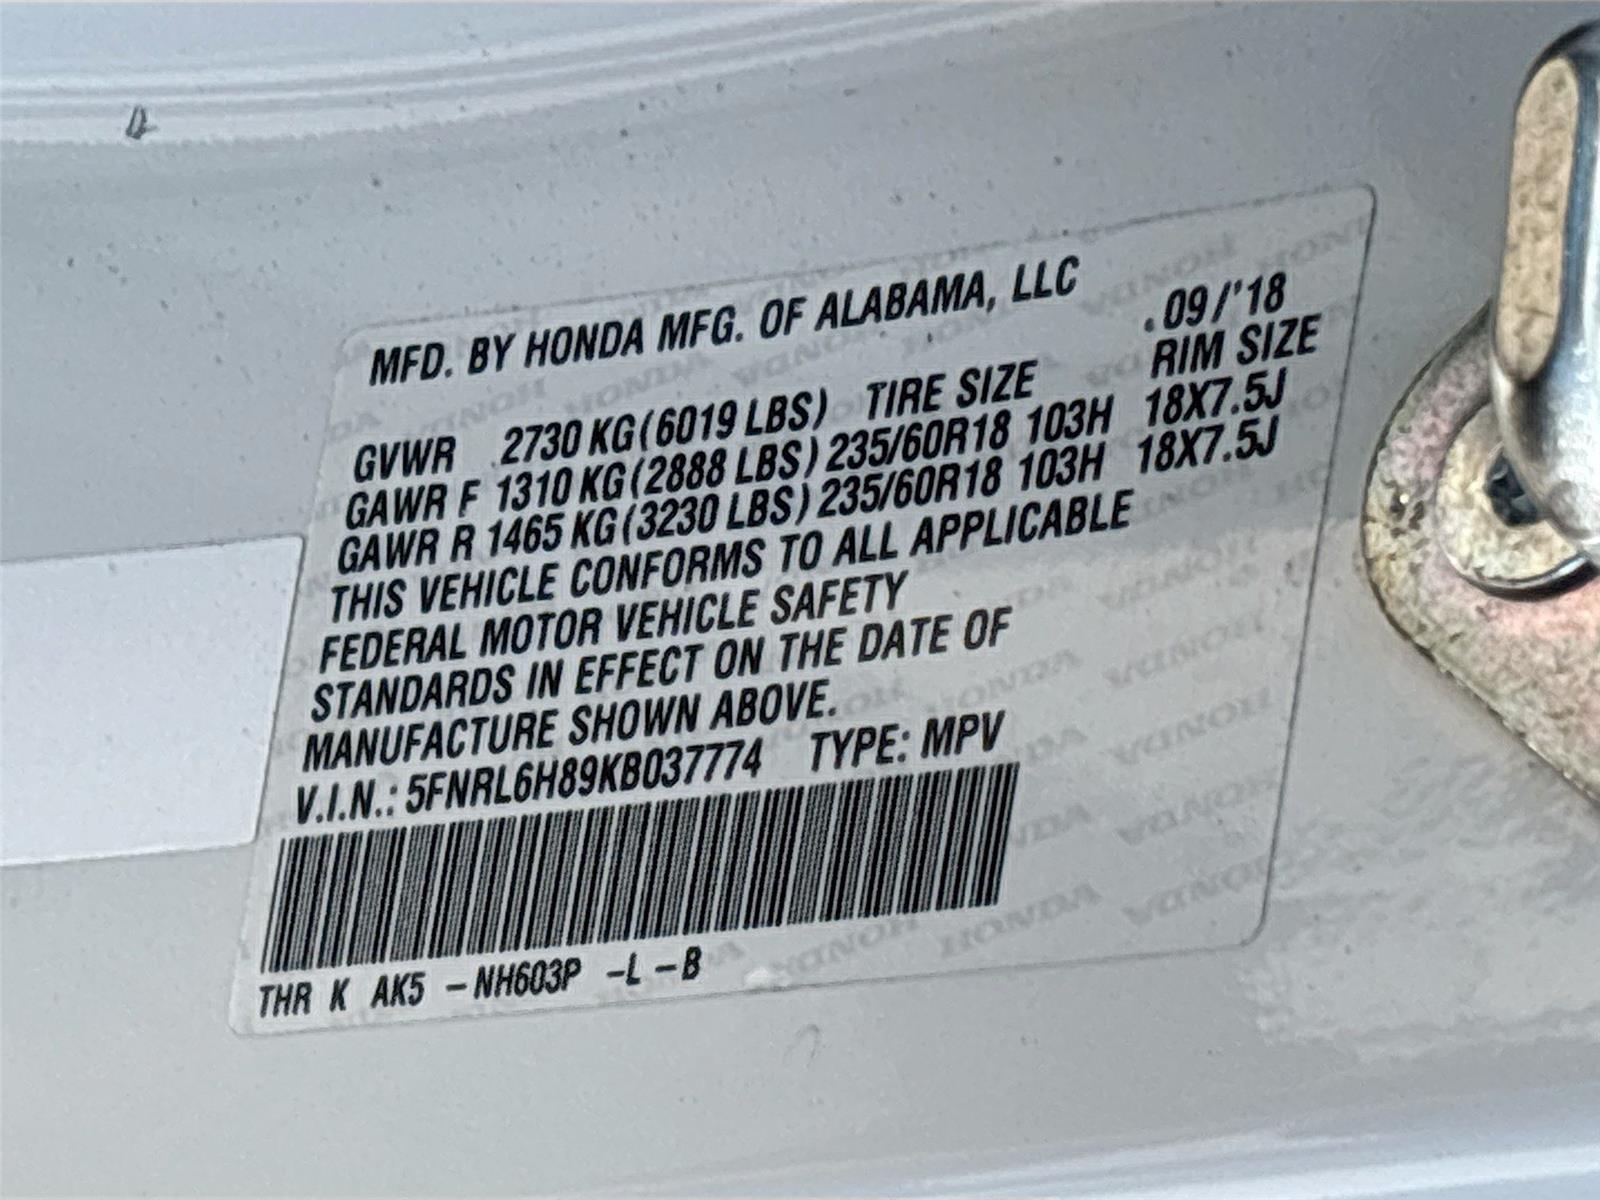 MFD. BY HONDA MFG. OF ALABAMA, LLC
09/'18
GVWR 2730 KG(6019 LBS) TIRE SIZE RIM SIZE
GAWR F 1310 KG(2888 LBS) 235/60R18 103H 18X7.5J
GAWR R 1465 KG(3230 LBS) 235/60R18 103H 18X7.5J
THIS VEHICLE CONFORMS TO ALL APPLICABLE
FEDERAL MOTOR VEHICLE SAFETY
STANDARDS IN EFFECT ON THE DATE OF
MANUFACTURE SHOWN ABOVE.
V.I.N.: 5FNRL6H89KB037774 TYPE: MPV
THR K AK5 -NH603P -L -B